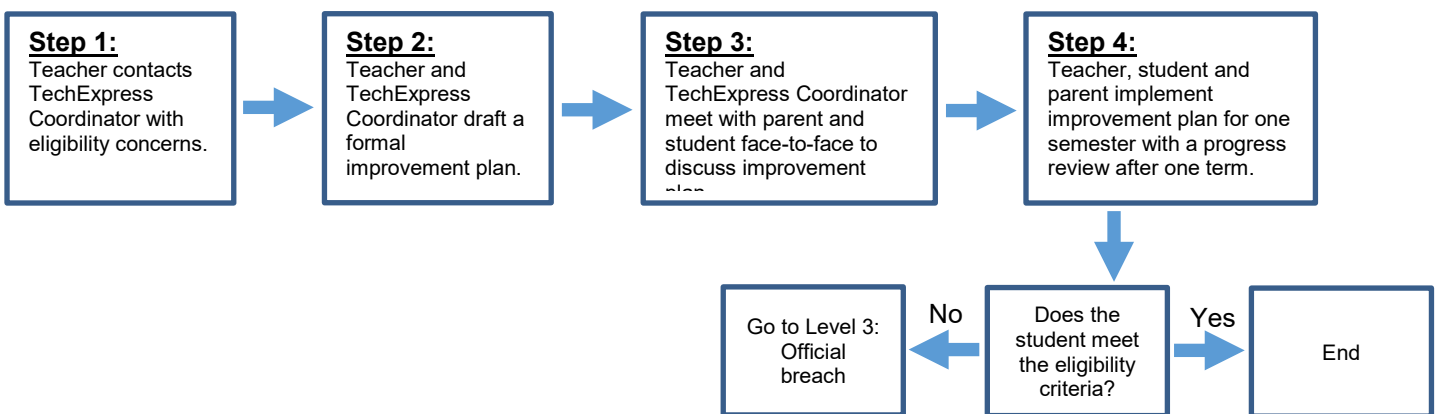 Step 1:
Teacher contacts
TechExpress
Coordinator with
eligibility concerns.
Step 2:
Teacher and
TechExpress
Coordinator draft a
formal
improvement plan.
Step 3:
Teacher and
TechExpress Coordinator
meet with parent and
student face-to-face to
discuss improvement
Step 4:
Teacher, student and
parent implement
improvement plan for one
semester with a progress
review after one term.
Go to Level 3:
Official
breach
No
Does the
student meet
the eligibility
criteria?
Yes
End